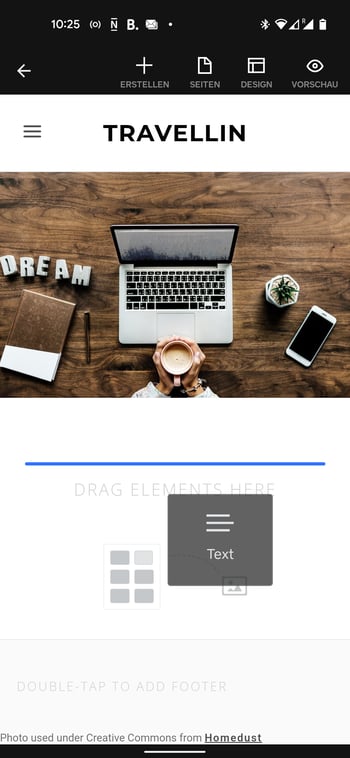 10:25
ERSTELLEN
SEITEN
DESIGN
VORSCHAU
TRAVELLIN
DREAM
DRAG ELEMENTS HERE
Text
DOUBLE-TAP TO ADD FOOTER
Photo used under Creative Commons from Homedust